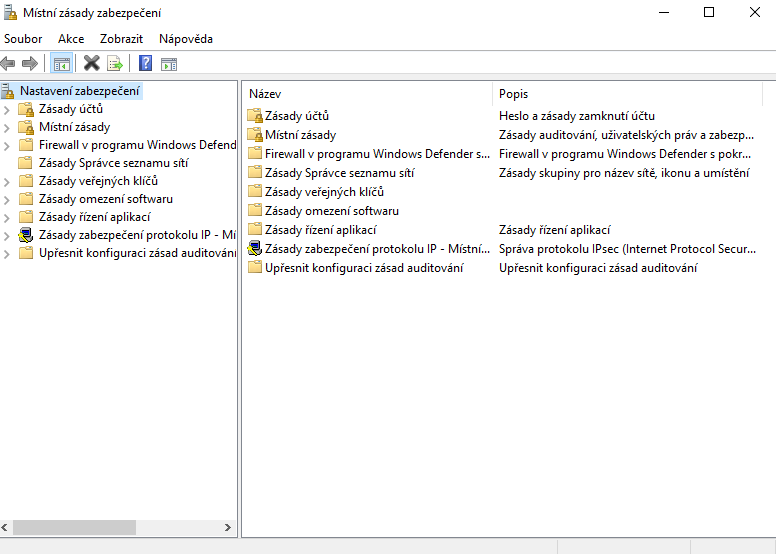 Místní zásady zabezpečení
Soubor Akce Zobrazit Nápověda
Nastavení zabezpečení
Zásady účtů
Místní zásady
Firewall v programu Windows Defend
Zásady Správce seznamu sítí
Zásady veřejných klíčů
Zásady omezení softwaru
Zásady řízení aplikací
Zásady zabezpečení protokolu IP - Mí
Upřesnit konfiguraci zásad auditování
Název Popis
Zásady účtů Heslo a zásady zamknutí účtu
Místní zásady Zásady auditování, uživatelských práv a zabezp...
Firewall v programu Windows Defender s... Firewall v programu Windows Defender s pokr...
Zásady Správce seznamu sítí Zásady skupiny pro název sítě, ikonu a umístění
Zásady veřejných klíčů
Zásady omezení softwaru
Zásady řízení aplikací Zásady řízení aplikací
Zásady zabezpečení protokolu IP - Místní... Správa protokolu IPsec (Internet Protocol Secur...
Upřesnit konfiguraci zásad auditování Upřesnit konfiguraci zásad auditování